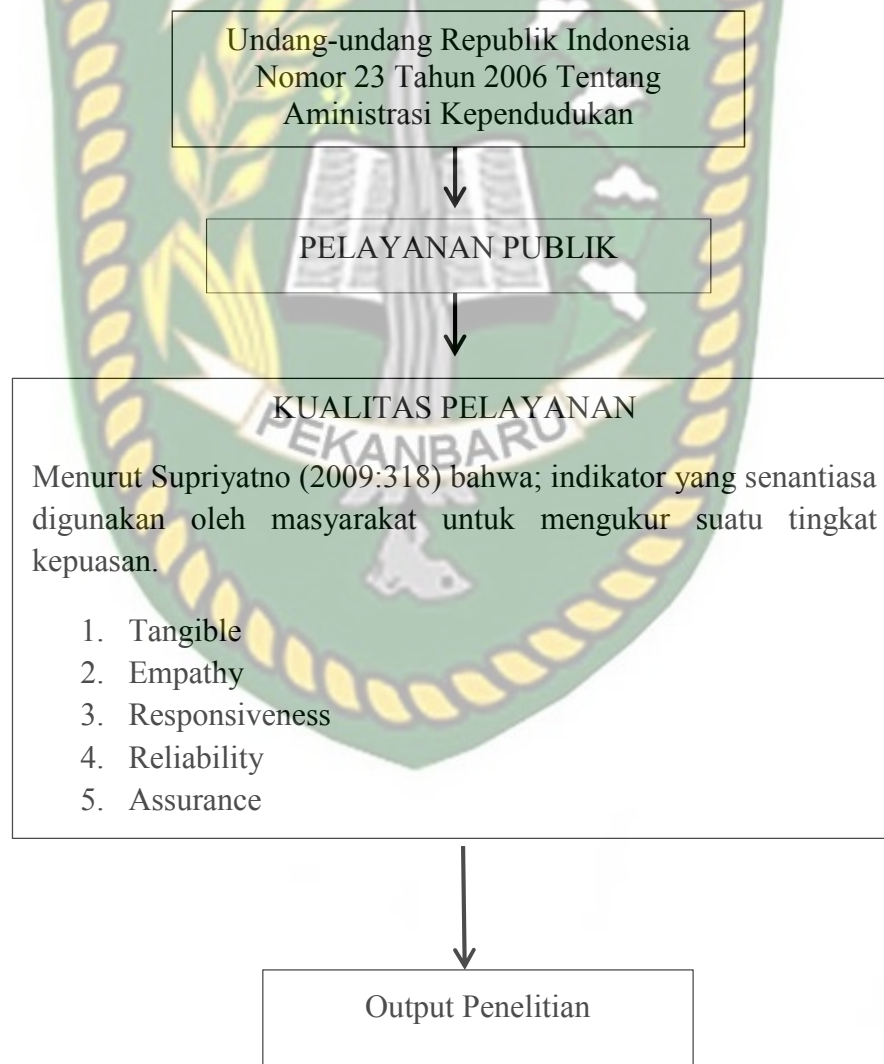 Undang-undang Republik Indonesia
Nomor 23 Tahun 2006 Tentang
Aministrasi Kependudukan
PELAYANAN PUBLIK
KUALITAS PELAYANAN
PEKANBARU
Menurut Supriyatno (2009:318) bahwa; indikator yang senantiasa
digunakan oleh masyarakat untuk mengukur suatu tingkat
kepuasan.
1. Tangible
2. Empathy
3. Responsiveness
4. Reliability
5. Assurance
Output Penelitian